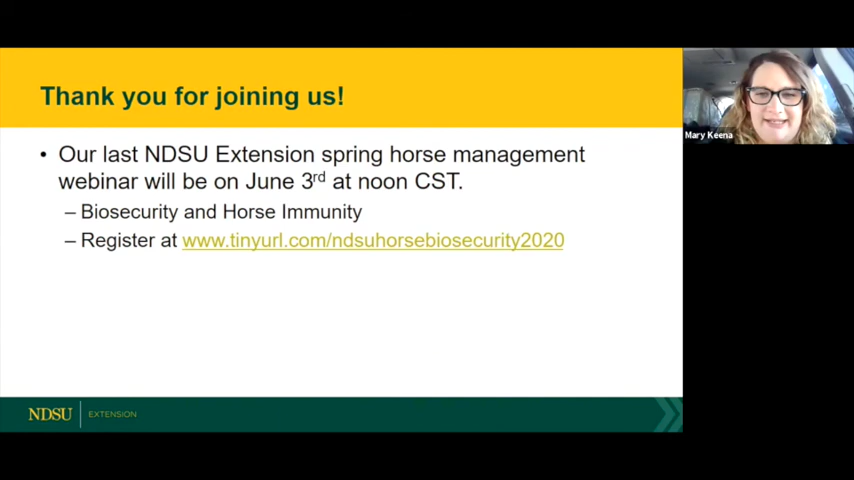 Thank you for joining us!
• Our last NDSU Extension spring horse management
webinar will be on June 3rd at noon CST.
– Biosecurity and Horse Immunity
– Register at www.tinyurl.com/ndsuhorsebiosecurity2020
NDSU EXTENSION
Mary Keena